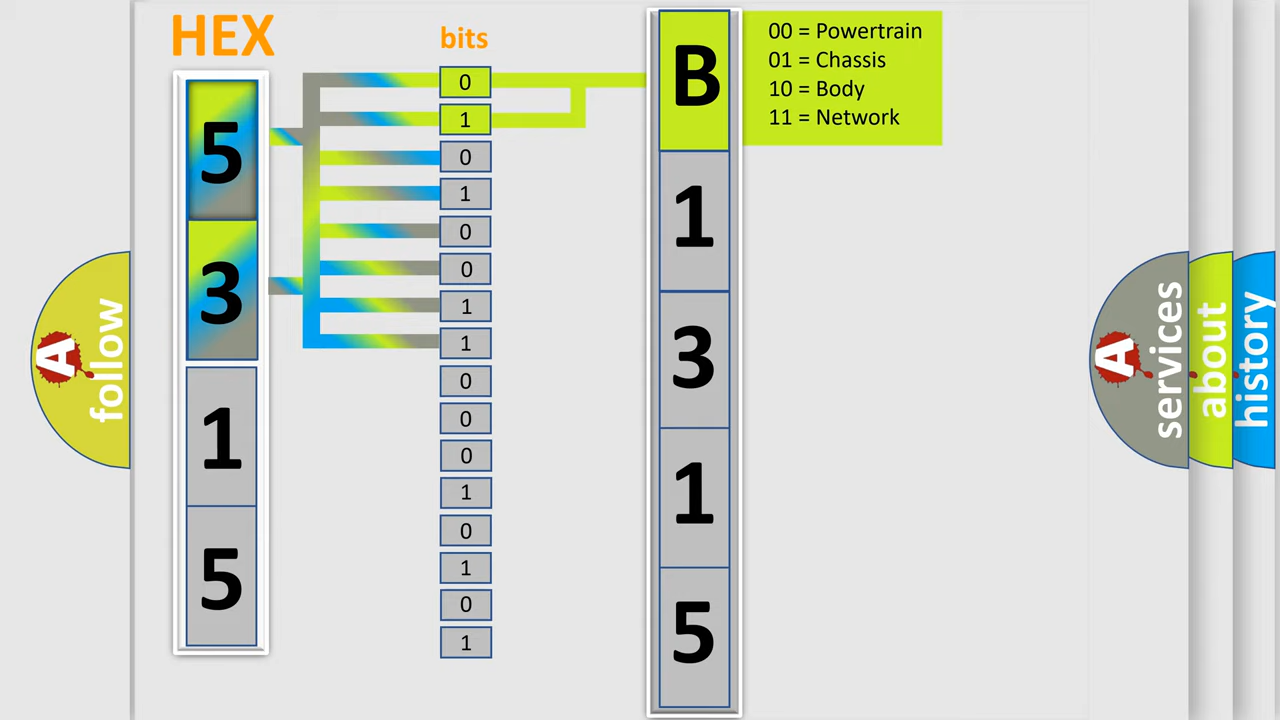 HEX
bits
5
3
1
5
0
1
0
1
0
0
1
1
0
0
0
1
0
1
0
1
B
1
3
1
5
00 = Powertrain
01 = Chassis
10 = Body
11 = Network
A
follow
A
services
about
history